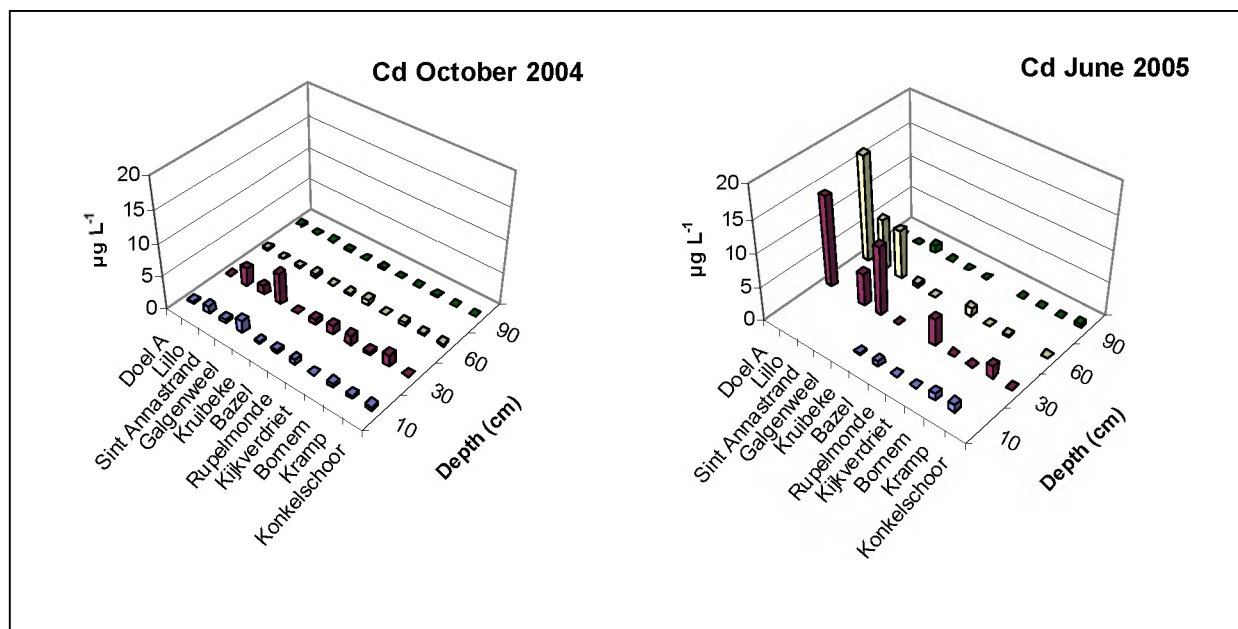 Cd October 2004
µg L-1
20
15
10
5
0
Doel A
Lillo
Sint Annastrand
Galgenweel
Kruibeke
Bazel
Rupelmonde
Kijkverdriet
Bornem
Kramp
Konkelschoor
10
30
60
90
Depth (cm)
Cd June 2005
µg L-1
20
15
10
5
0
Doel A
Lillo
Sint Annastrand
Galgenweel
Kruibeke
Bazel
Rupelmonde
Kijkverdriet
Bornem
Kramp
Konkelschoor
10
30
60
90
Depth (cm)